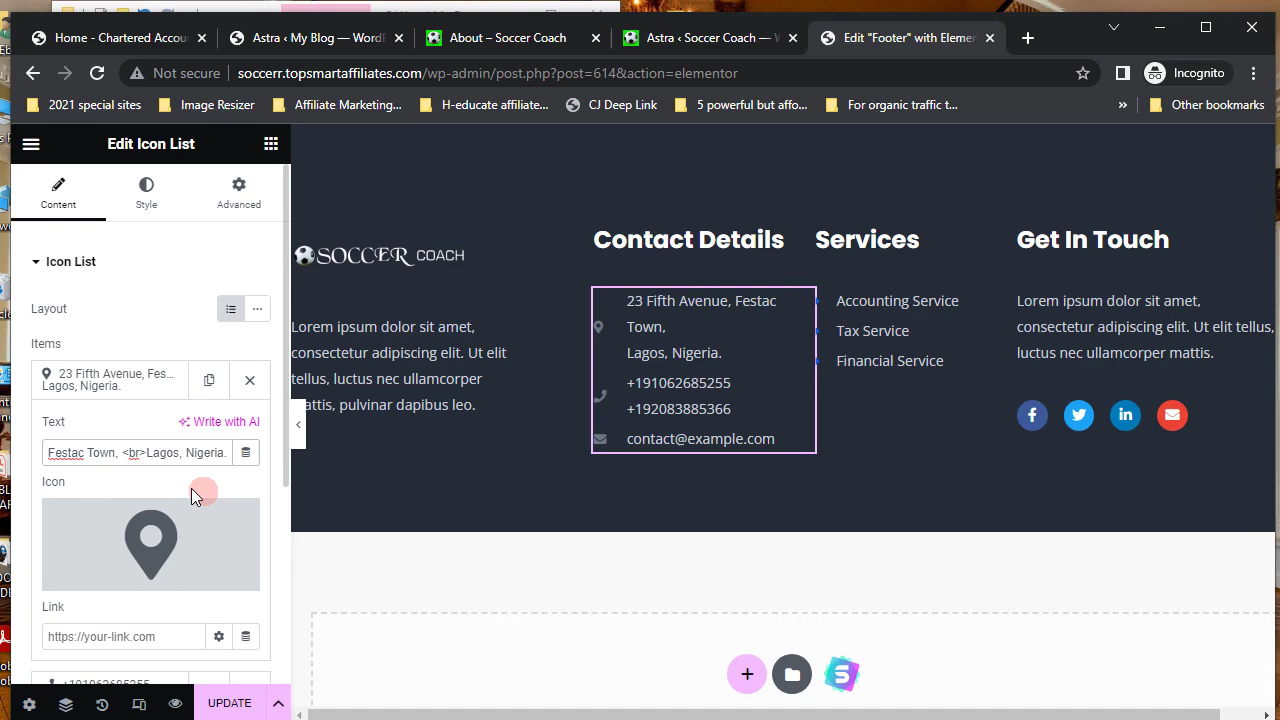 Home - Chartered Accou
Astra ‹ My Blog — Word
About – Soccer Coach
Astra ‹ Soccer Coach — W
Edit "Footer" with Elemen
Not secure
soccerr.topsmartaffiliates.com/wp-admin/post.php?post=614&action=elementor
Incognito
2021 special sites
Image Resizer
Affiliate Marketing...
H-educate affiliate...
CJ Deep Link
5 powerful but affo...
For organic traffic t...
»
Other bookmarks
Edit Icon List
Content
Style
Advanced
Icon List
Layout
Items
23 Fifth Avenue, Fes...
Lagos, Nigeria.
Text
Write with AI
Festac Town, <br>Lagos, Nigeria.
Icon
Link
https://your-link.com
+191062685255
UPDATE
SOCCER COACH
Lorem ipsum dolor sit amet,
consectetur adipiscing elit. Ut elit
tellus, luctus nec ullamcorper
mattis, pulvinar dapibus leo.
Contact Details
23 Fifth Avenue, Festac
Town,
Lagos, Nigeria.
+191062685255
+192083885366
contact@example.com
Services
Accounting Service
Tax Service
Financial Service
Get In Touch
Lorem ipsum dolor sit amet,
consectetur adipiscing elit. Ut elit tellus,
luctus nec ullamcorper mattis.